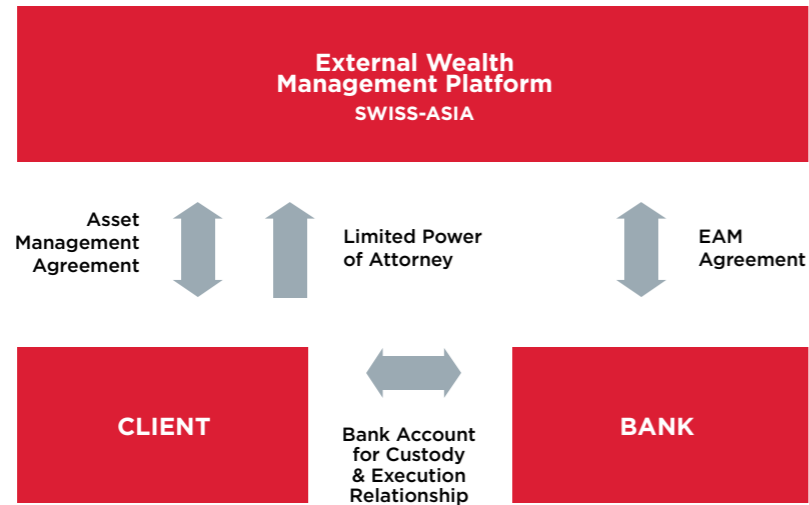 External Wealth
Management Platform
SWISS-ASIA
Asset
Management
Agreement
Limited Power
of Attorney
EAM
Agreement
CLIENT
Bank Account
for Custody
& Execution
Relationship
BANK